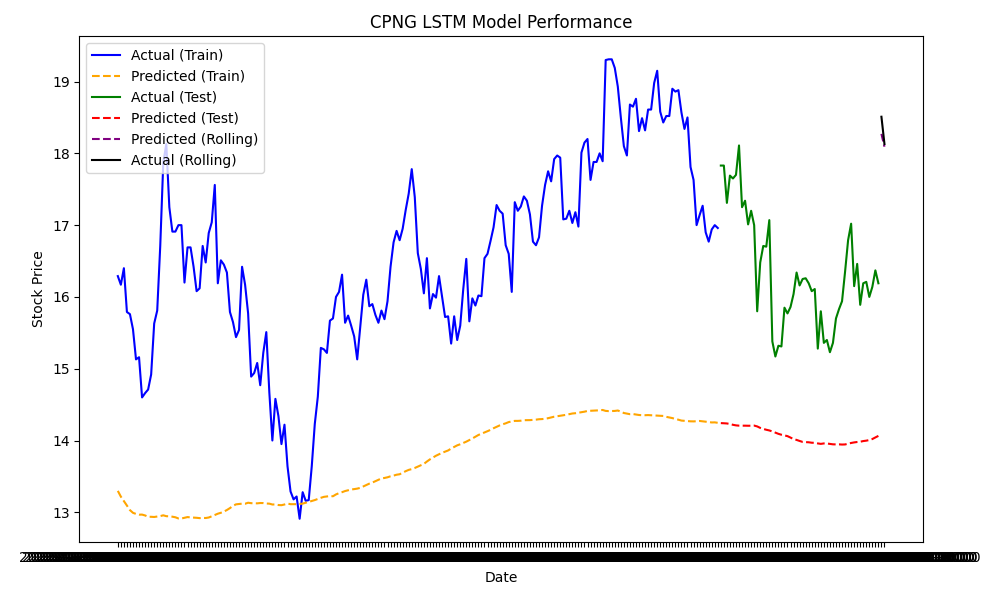 CPNG LSTM Model Performance
Actual (Train)
Predicted (Train)
Actual (Test)
Predicted (Test)
Predicted (Rolling)
Actual (Rolling)
19
18
17
16
15
14
13
Stock Price
Date